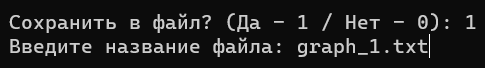 Сохранить в файл? (Да - 1 / Нет - 0): 1
Введите название файла: graph_1.txt